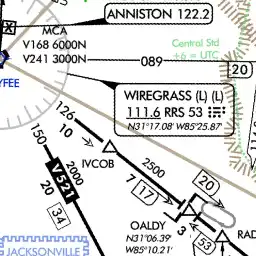 ANNISTON 122.2
MCA
V168 6000N
V241 3000N
089
Central Std
+6 = UTC
20
YFEE
WIREGRASS (L) (L)
111.6 RRS 53
N31°17.08' W85°25.87'
126
10
IVCOB
150
V521
2000
20
34
2500
7
17
20
OALDY
N31°06.39'
W85°10.21'
3
53
RAD
JACKSONVILLE